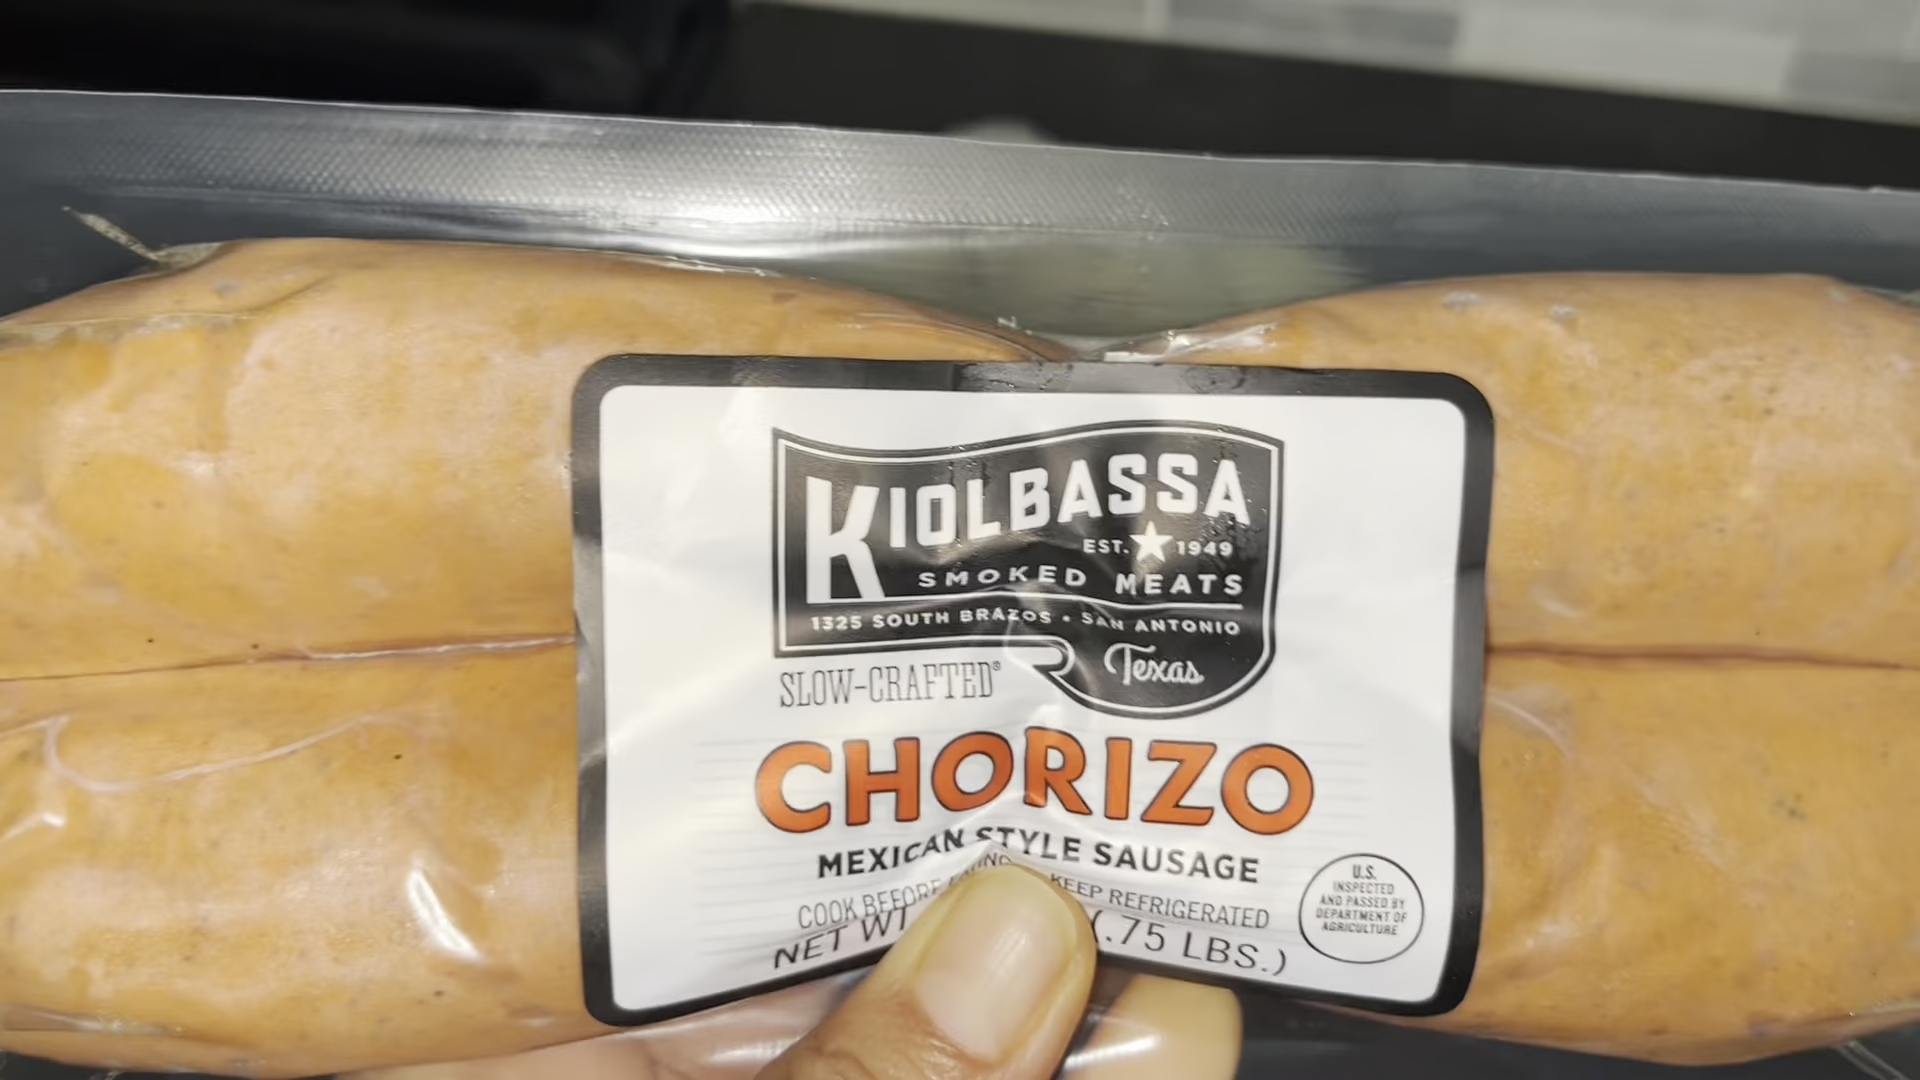 KIOLBASSA
EST. 1949
SMOKED MEATS
1325 SOUTH BRAZOS • SAN ANTONIO
Texas
SLOW-CRAFTED®
CHORIZO
MEXICAN STYLE SAUSAGE
COOK BEFORE EATING KEEP REFRIGERATED
NET WT (.75 LBS.)
U.S.
INSPECTED
AND PASSED BY
DEPARTMENT OF
AGRICULTURE